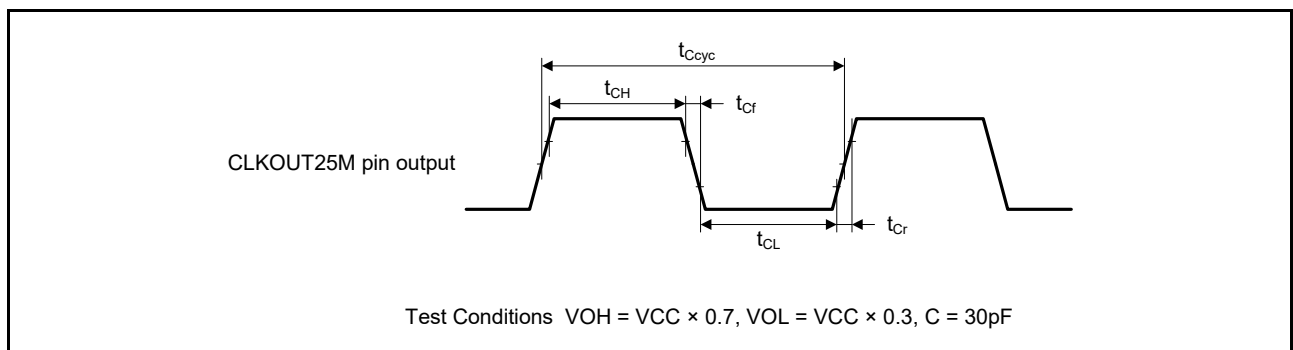 tCcyc
tCH
tCf
CLKOUT25M pin output
tCL
tCr
Test Conditions VOH = VCC × 0.7, VOL = VCC × 0.3, C = 30pF